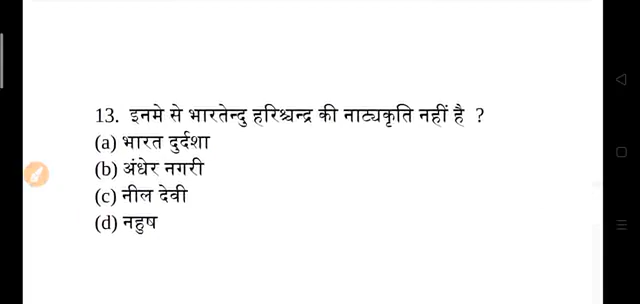 13. इनमे से भारतेन्दु हरिश्चन्द्र की नाट्यकृति नहीं है ?
(a) भारत दुर्दशा
(b) अंधेर नगरी
(c) नील देवी
(d) नहुष